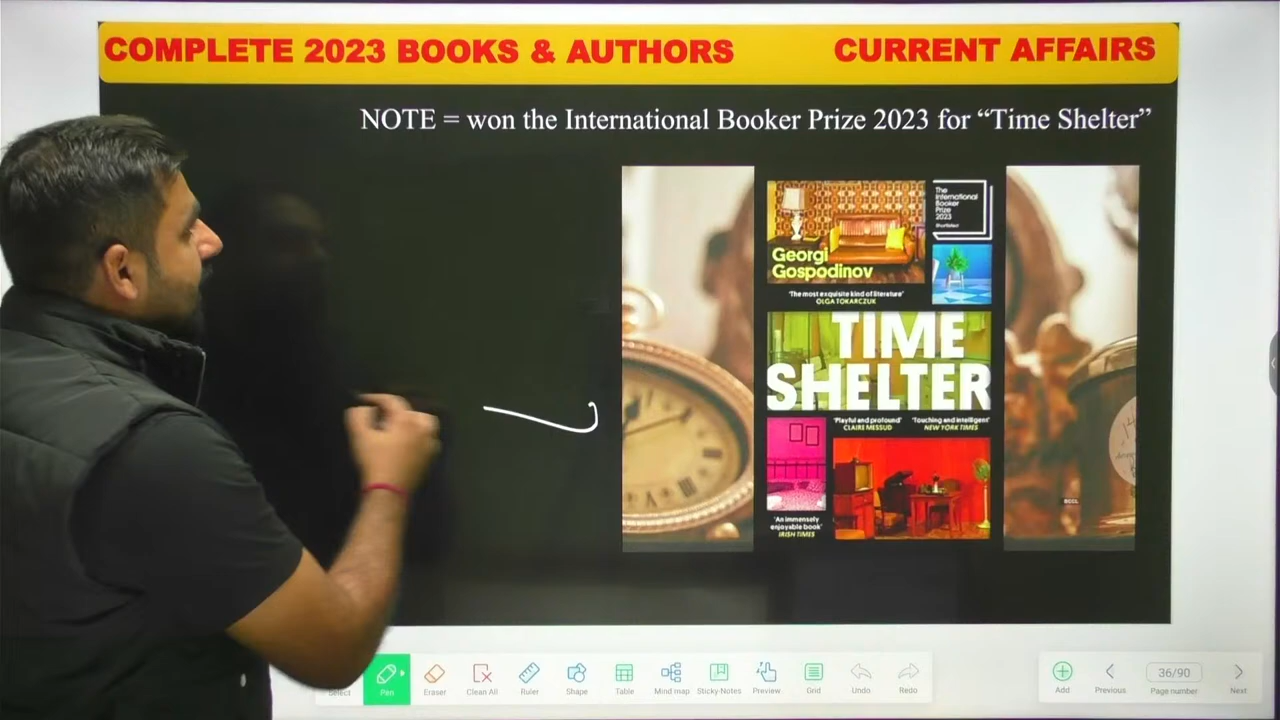 COMPLETE 2023 BOOKS & AUTHORS
CURRENT AFFAIRS
NOTE = won the International Booker Prize 2023 for “Time Shelter”
The
International
Booker
Prize
2023
Georgi
Gospodinov
‘The most exquisite kind of literature’
OLGA TOKARCZUK
TIME
SHELTER
‘Playful and profound’
CLAIRE MESSUD
‘Touching and intelligent’
NEW YORK TIMES
‘An immensely
enjoyable book’
IRISH TIMES
BCCL
Select
Pen
Eraser
Clean All
Ruler
Shape
Table
Mind map
Sticky-Notes
Preview
Grid
Undo
Redo
Add
Previous
36/90
Page number
Next